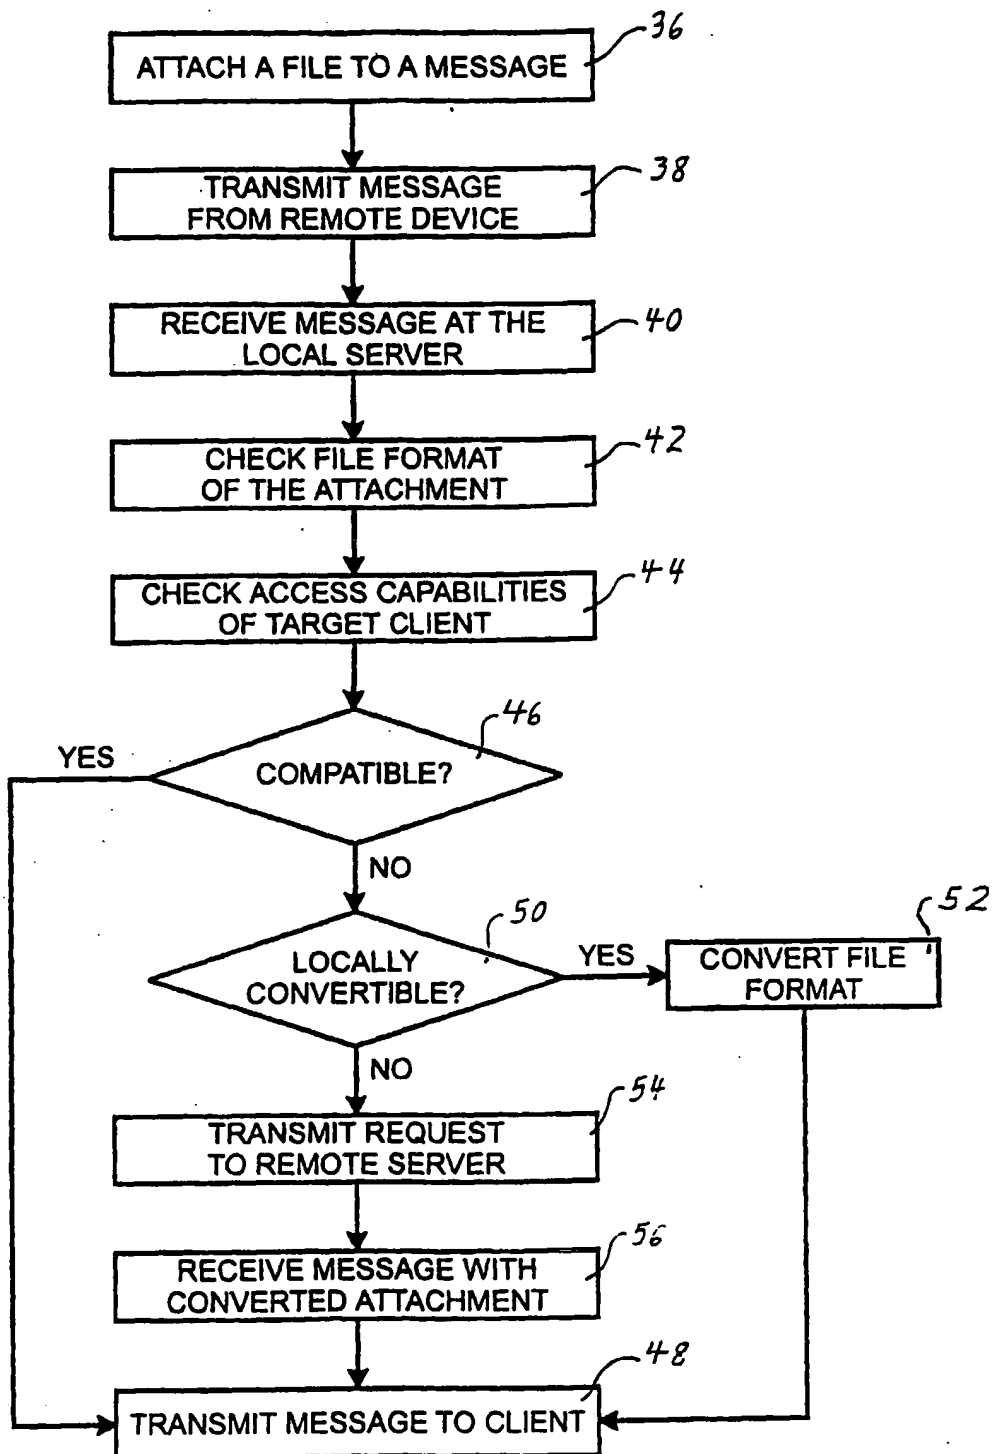 36
ATTACH A FILE TO A MESSAGE
38
TRANSMIT MESSAGE
FROM REMOTE DEVICE
40
RECEIVE MESSAGE AT THE
LOCAL SERVER
42
CHECK FILE FORMAT
OF THE ATTACHMENT
44
CHECK ACCESS CAPABILITIES
OF TARGET CLIENT
46
YES
COMPATIBLE?
NO
50
52
LOCALLY
CONVERTIBLE?
YES
CONVERT FILE
FORMAT
NO
54
TRANSMIT REQUEST
TO REMOTE SERVER
56
RECEIVE MESSAGE WITH
CONVERTED ATTACHMENT
48
TRANSMIT MESSAGE TO CLIENT